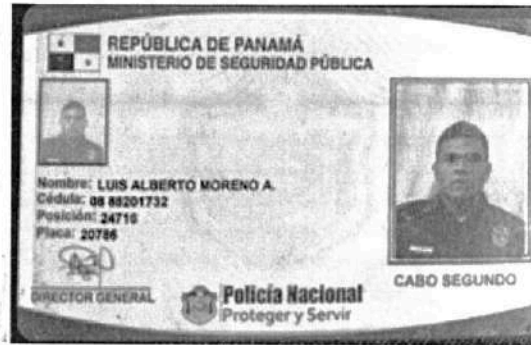 REPÚBLICA DE PANAMÁ
MINISTERIO DE SEGURIDAD PÚBLICA
Nombre: LUIS ALBERTO MORENO A.
Cédula: 08 88201732
Posición: 24716
Placa: 20786
DIRECTOR GENERAL
Policía Nacional
Proteger y Servir
CABO SEGUNDO